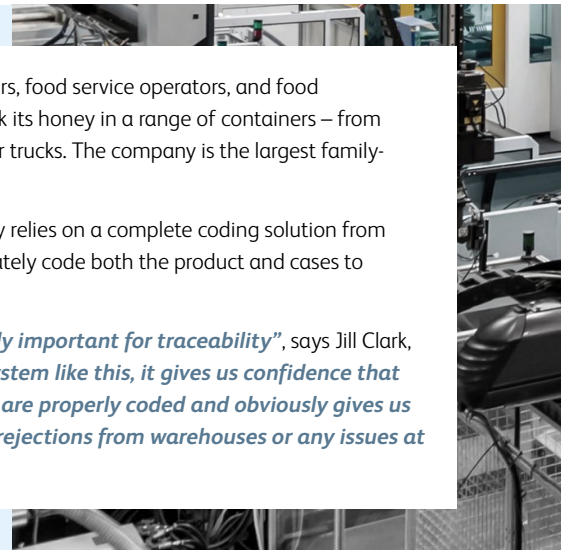 rs, food service operators, and food
k its honey in a range of containers – from
r trucks. The company is the largest family-
y relies on a complete coding solution from
ately code both the product and cases to
ly important for traceability”, says Jill Clark,
ystem like this, it gives us confidence that
are properly coded and obviously gives us
rejections from warehouses or any issues at